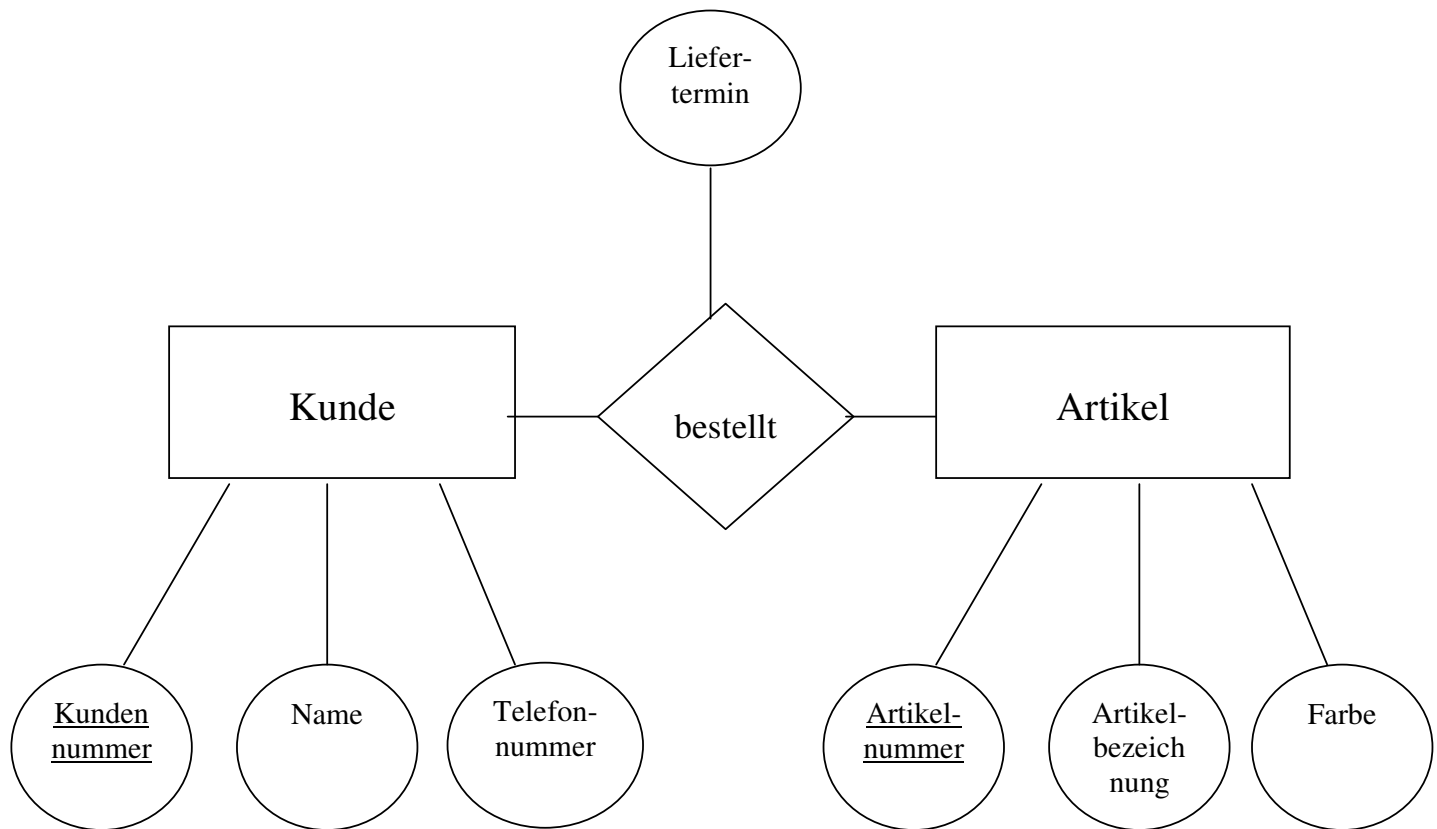 Liefer-
termin
Kunde
bestellt
Artikel
Kunden
nummer
Name
Telefon-
nummer
Artikel-
nummer
Artikel-
bezeich
nung
Farbe